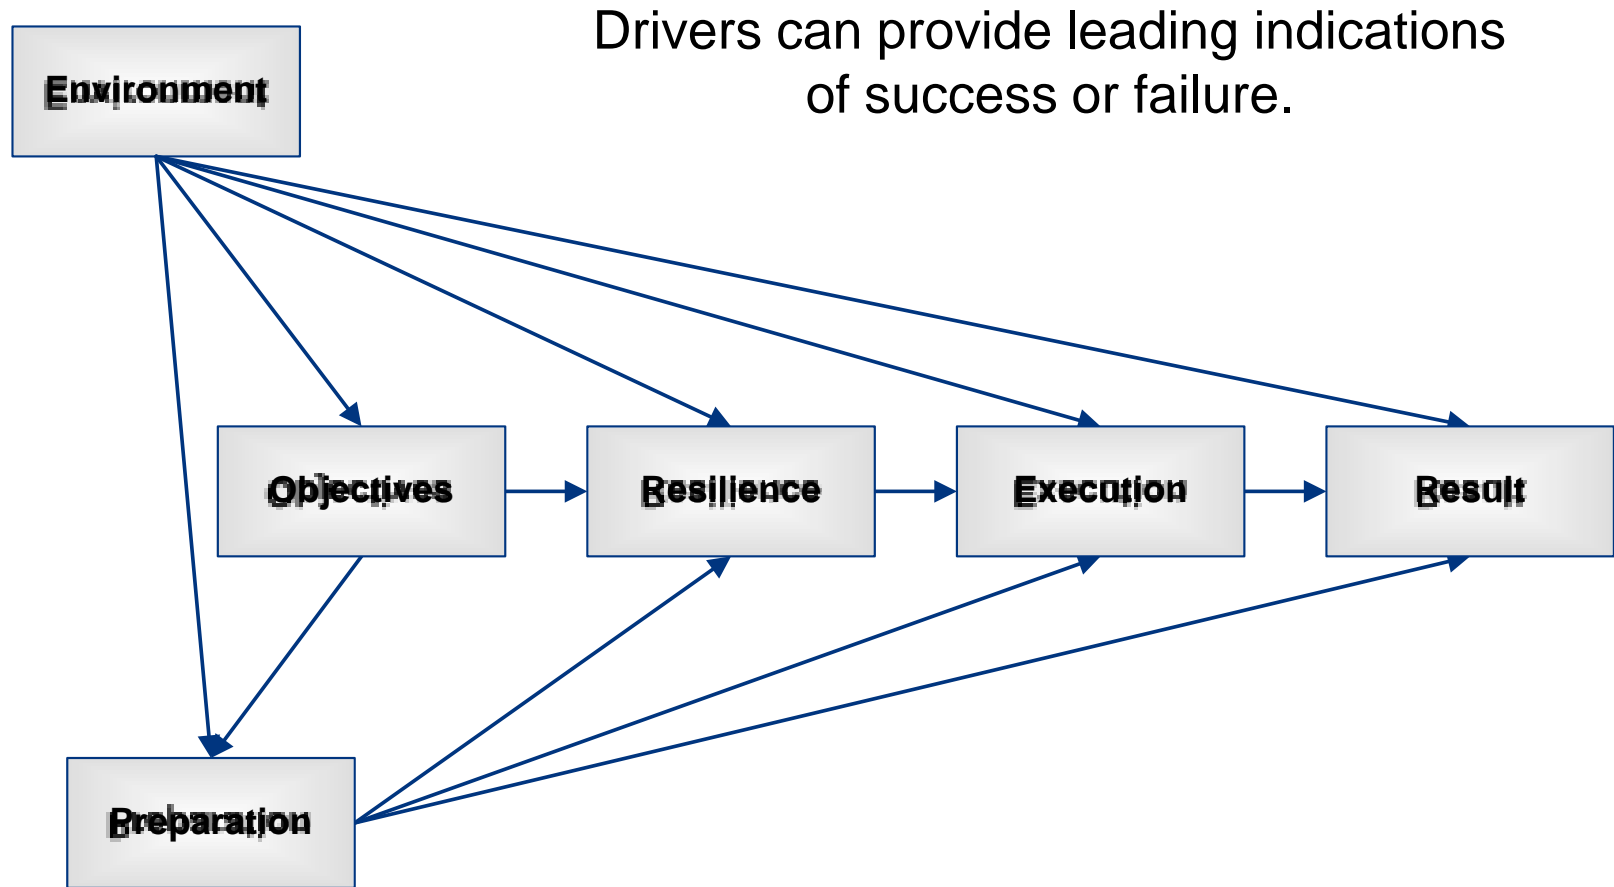 Drivers can provide leading indications
of success or failure.
Environment
Objectives
Resilience
Execution
Result
Preparation